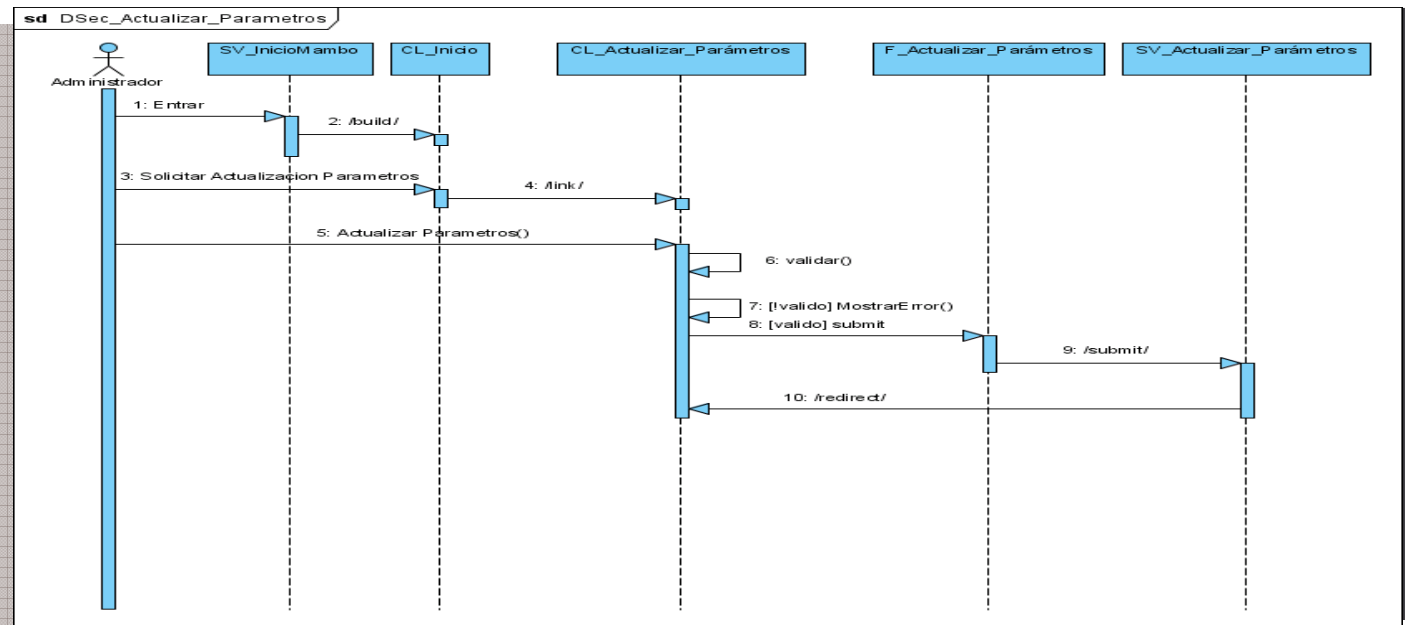 sd DSec_Actualizar_Parametros
SV_InicioMambo
CL_Inicio
CL_Actualizar_Parámetros
F_Actualizar_Parámetros
SV_Actualizar_Parámetros
Administrador
1: Entrar
2: /build/
3: Solicitar Actualizacion Parametros
4: /link/
5: Actualizar Parametros()
6: validar()
7: [!valido] MostrarError()
8: [valido] submit
9: /submit/
10: /redirect/